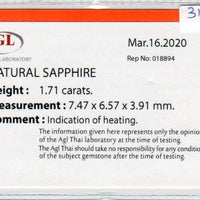 GL
LABORATORY
Mar.16.2020
Rep No: 018894
ATURAL SAPPHIRE
eight: 1.71 carats.
easurement: 7.47 x 6.57 x 3.91 mm.
omment: Indication of heating.
The information given here represents only the opinion
of the Agl Thai laboratory at the time of testing.
The Agl Thai should take no responsibility for any condition
of the subject gemstone after the time of testing.